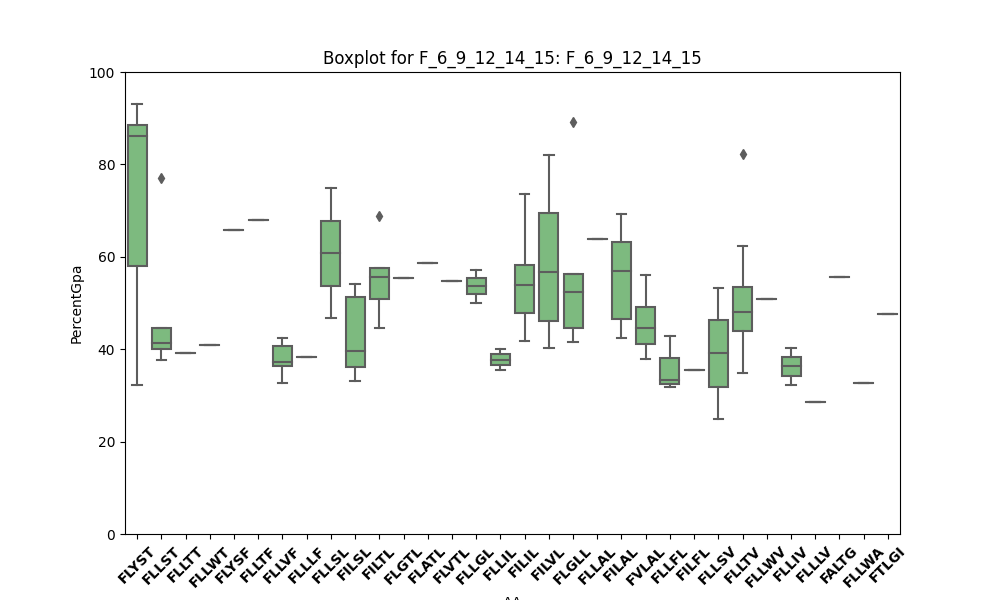 Boxplot for F_6_9_12_14_15: F_6_9_12_14_15
100
80
60
40
20
0
PercentGpa
FLYST
FLLST
FLLTT
FLLWT
FLYSF
FLLTF
FLLVF
FLLLF
FLLSL
FILSL
FILTL
FLGTL
FLATL
FLVTL
FLLGL
FLLIL
FILIL
FILVL
FLGLL
FLLAL
FILAL
FVLAL
FLLFL
FILFL
FLLSV
FLLTV
FLLWV
FLLIV
FLLLV
FALTG
FLLWA
FTLGI